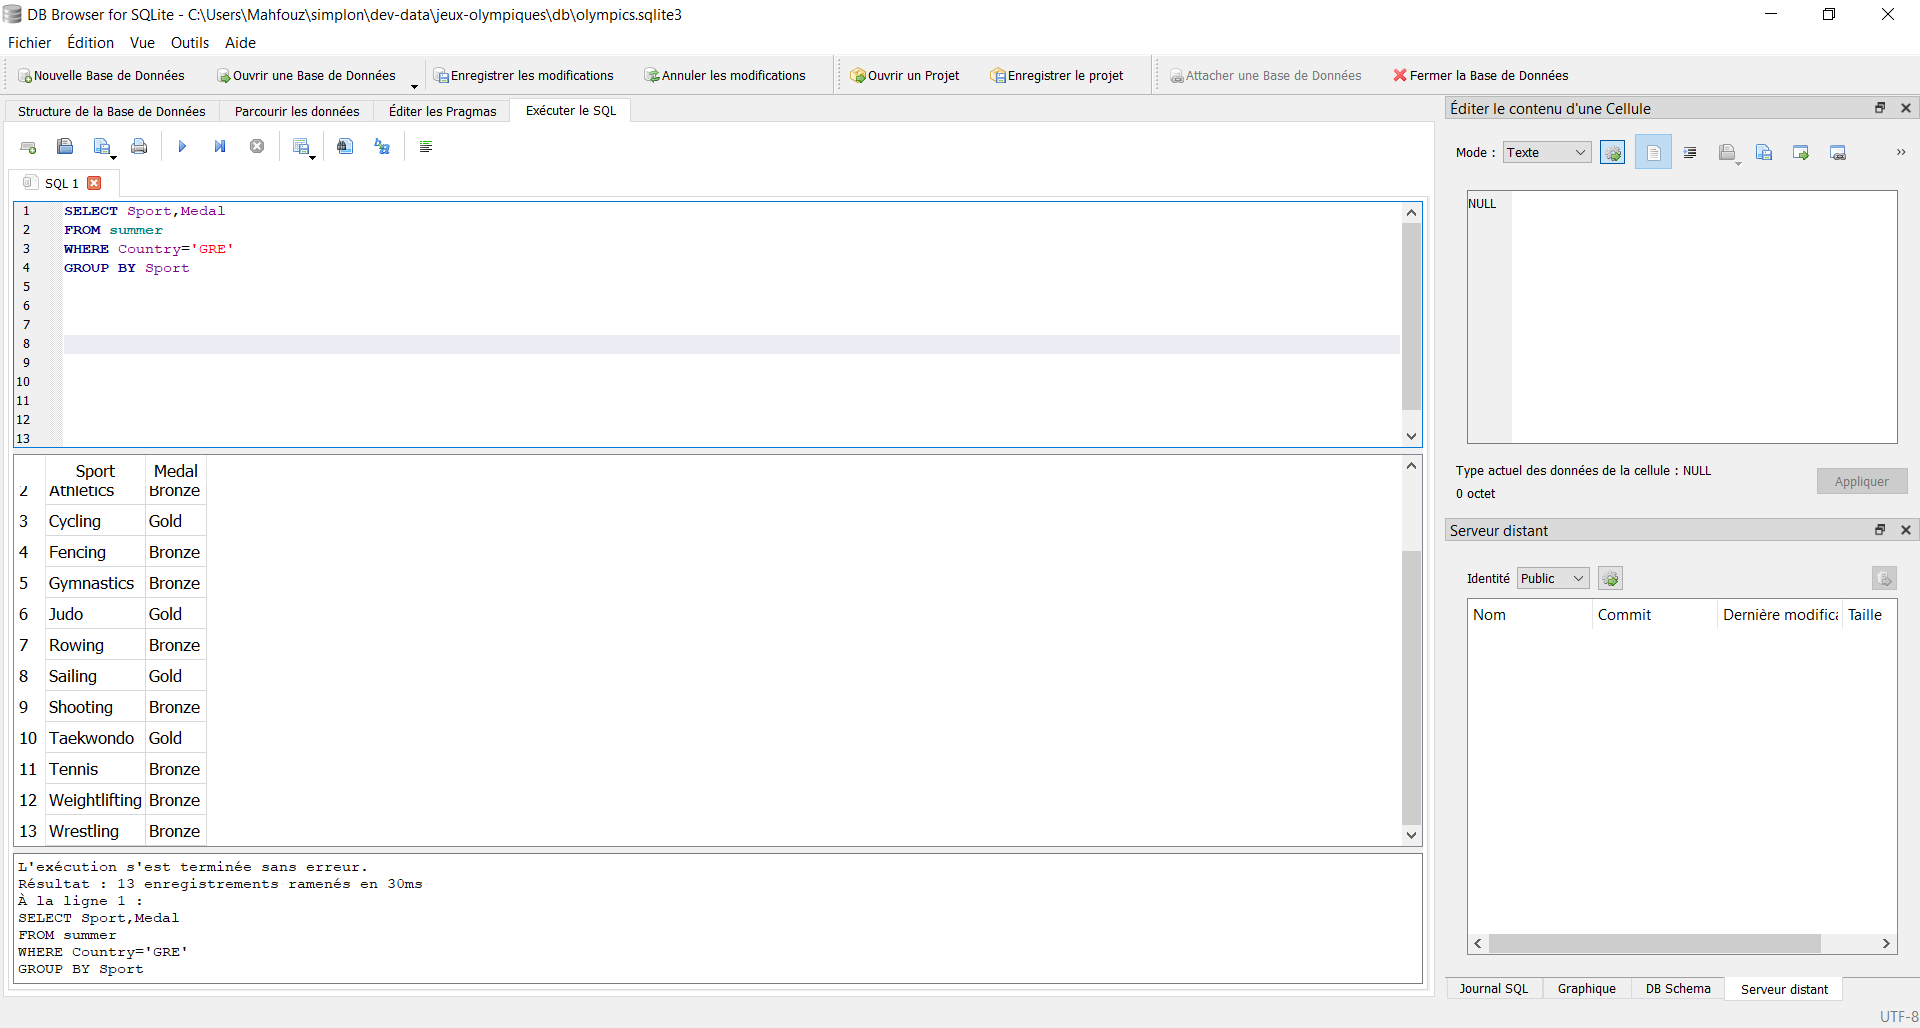 DB Browser for SQLite - C:\Users\Mahfouz\simplon\dev-data\jeux-olympiques\db\olympics.sqlite3
Fichier Édition Vue Outils Aide
Nouvelle Base de Données Ouvrir une Base de Données Enregistrer les modifications Annuler les modifications Ouvrir un Projet Enregistrer le projet Attacher une Base de Données Fermer la Base de Données
Structure de la Base de Données Parcourir les données Éditer les Pragmas Exécuter le SQL
SQL 1
1 SELECT Sport,Medal
2 FROM summer
3 WHERE Country='GRE'
4 GROUP BY Sport
5
6
7
8
9
10
11
12
13
Sport Medal
2 Athletics Bronze
3 Cycling Gold
4 Fencing Bronze
5 Gymnastics Bronze
6 Judo Gold
7 Rowing Bronze
8 Sailing Gold
9 Shooting Bronze
10 Taekwondo Gold
11 Tennis Bronze
12 Weightlifting Bronze
13 Wrestling Bronze
L'exécution s'est terminée sans erreur.
Résultat : 13 enregistrements ramenés en 30ms
À la ligne 1 :
SELECT Sport,Medal
FROM summer
WHERE Country='GRE'
GROUP BY Sport
Éditer le contenu d'une Cellule
Mode : Texte
NULL
Type actuel des données de la cellule : NULL
0 octet
Appliquer
Serveur distant
Identité Public
Nom Commit Dernière modifica Taille
Journal SQL Graphique DB Schema Serveur distant
UTF-8